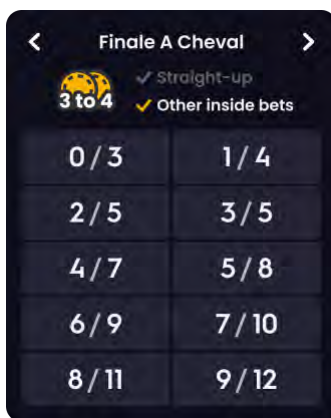 Finale A Cheval
Straight-up
3 to 4
Other inside bets
0/3 1/4
2/5 3/5
4/7 5/8
6/9 7/10
8/11 9/12